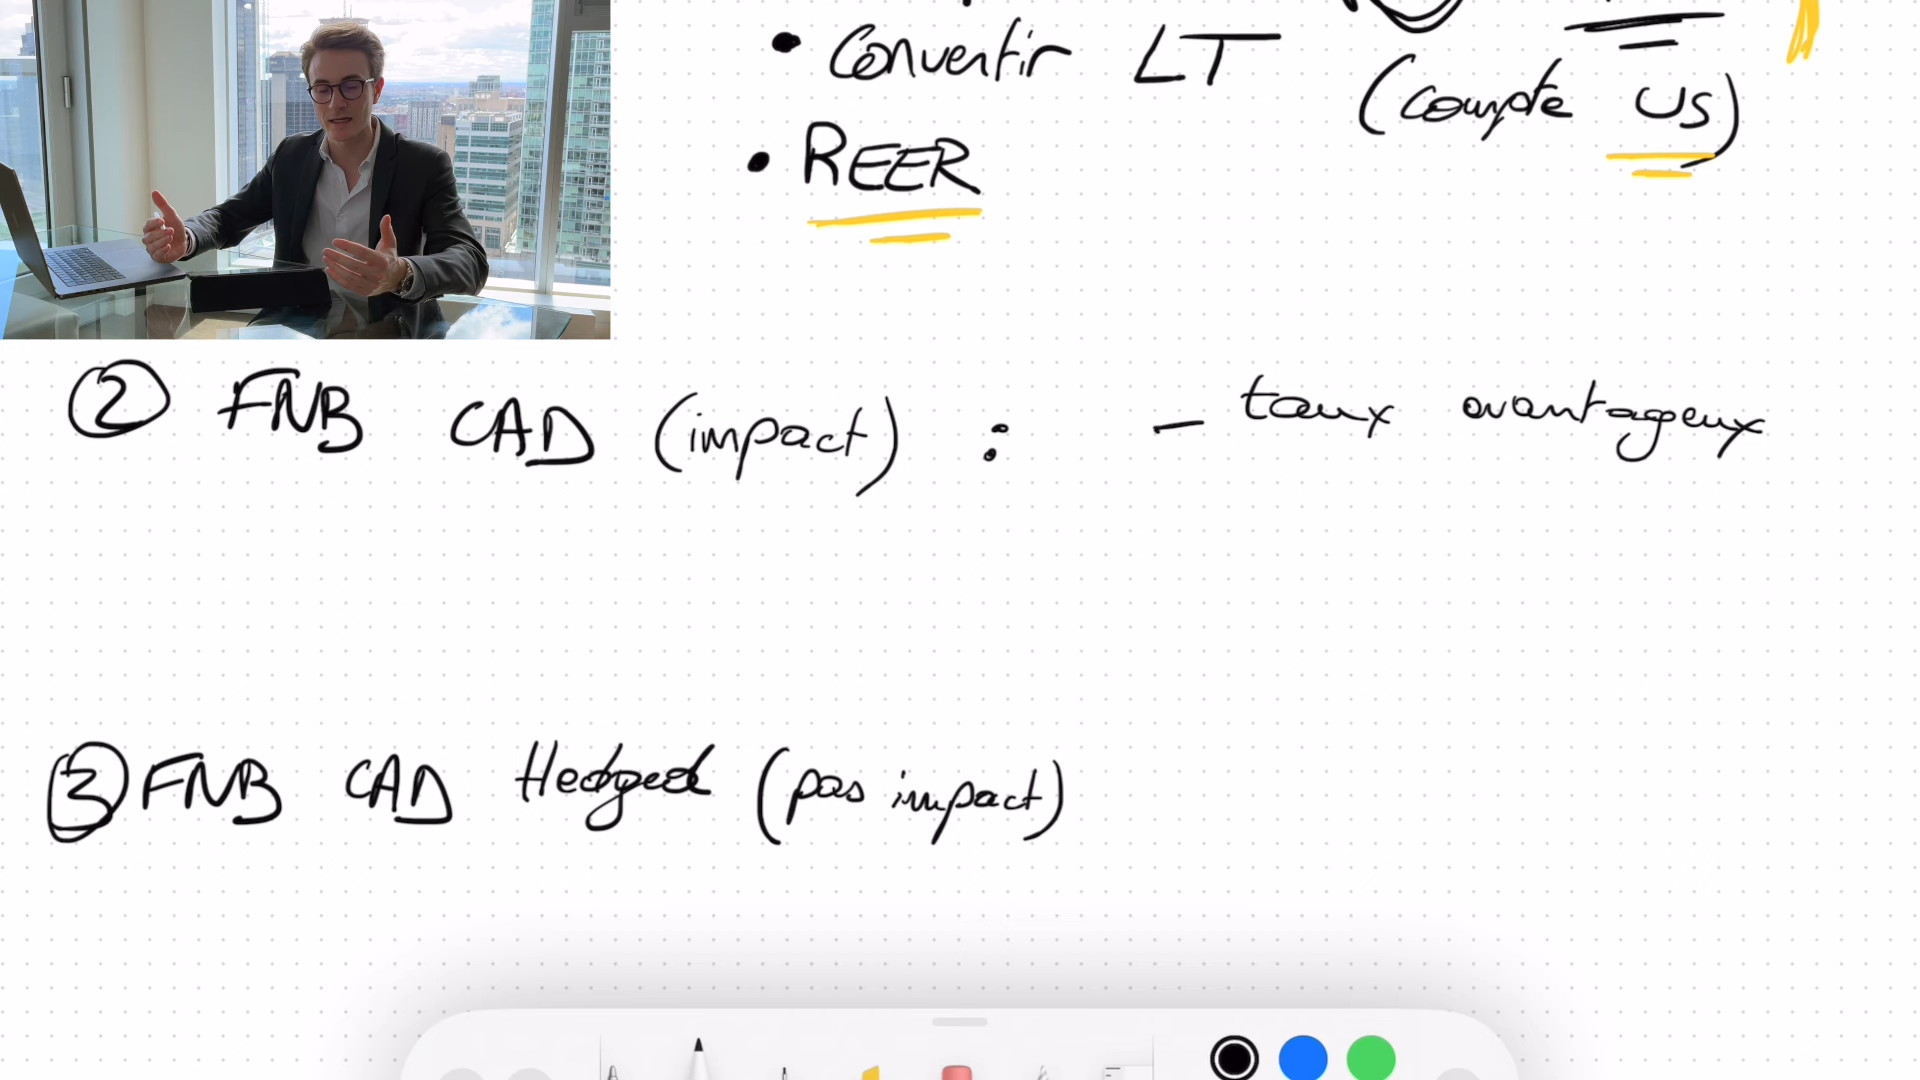 • Convertir LT
(compte US)
• REER
② FNB CAD (impact) : - taux avantageux
③ FNB CAD Hedged (pas impact)